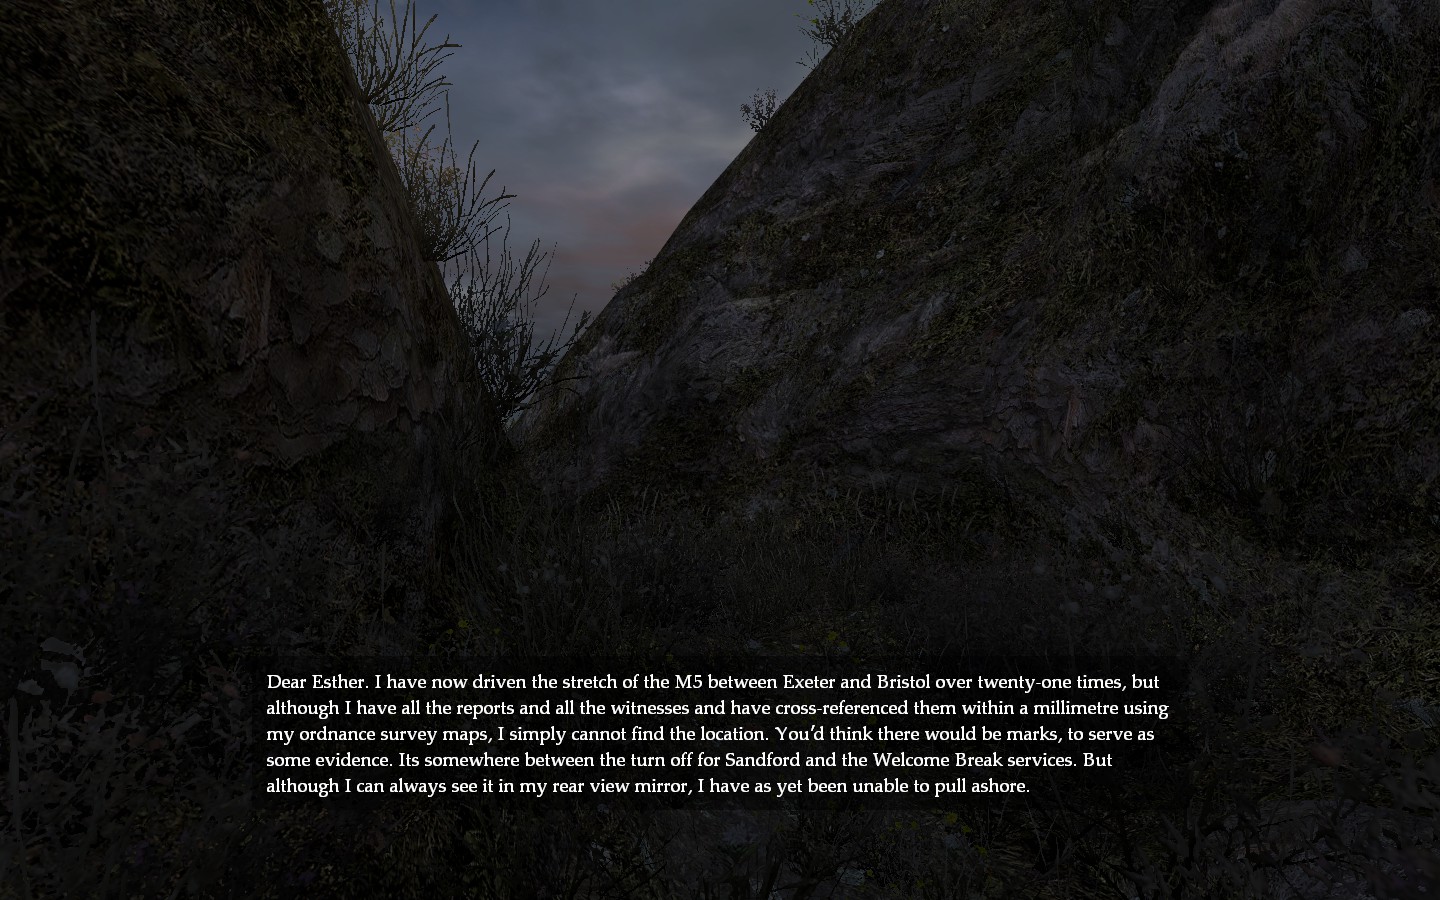 Dear Esther. I have now driven the stretch of the M5 between Exeter and Bristol over twenty-one times, but
although I have all the reports and all the witnesses and have cross-referenced them within a millimetre using
my ordnance survey maps, I simply cannot find the location. You'd think there would be marks, to serve as
some evidence. Its somewhere between the turn off for Sandford and the Welcome Break services. But
although I can always see it in my rear view mirror, I have as yet been unable to pull ashore.